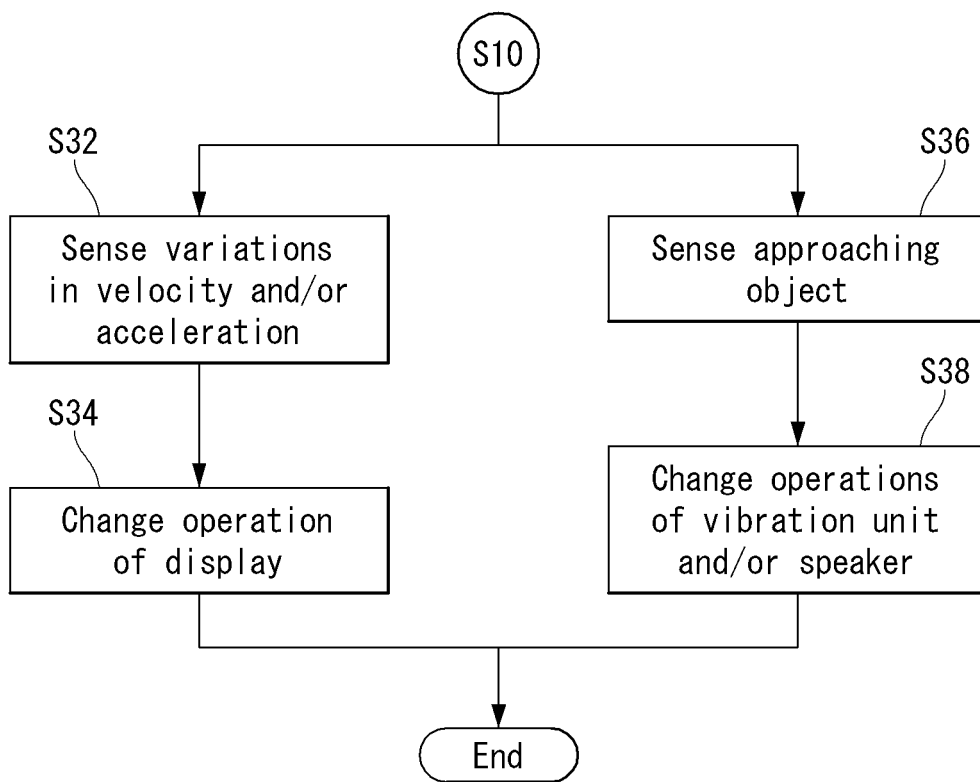 S10
S32
Sense variations
in velocity and/or
acceleration
S34
Change operation
of display
S36
Sense approaching
object
S38
Change operations
of vibration unit
and/or speaker
End